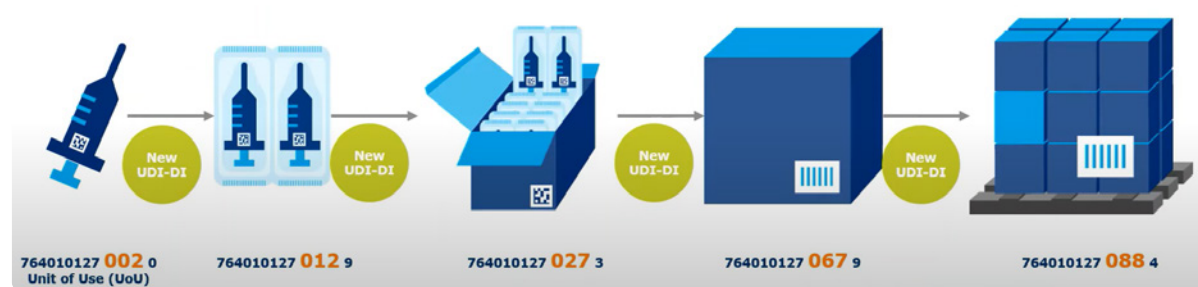 New
UDI-DI
New
UDI-DI
New
UDI-DI
New
UDI-DI
764010127 002 0
Unit of Use (UoU)
764010127 012 9
764010127 027 3
764010127 067 9
764010127 088 4